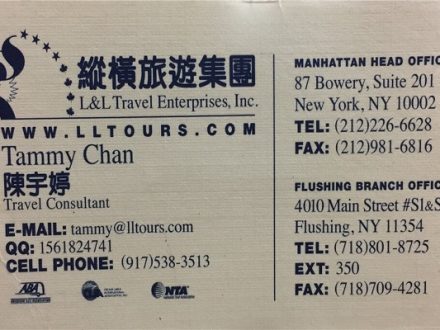 縱橫旅遊集團
L&L Travel Enterprises, Inc.
WWW.LLTOURS.COM
Tammy Chan
陳宇婷
Travel Consultant
E-MAIL: tammy@lltours.com
QQ: 1561824741
CELL PHONE: (917)538-3513
ABA
NTA
MANHATTAN HEAD OFFIC
87 Bowery, Suite 201
New York, NY 10002
TEL: (212)226-6628
FAX: (212)981-6816
FLUSHING BRANCH OFFIC
4010 Main Street #S1&S
Flushing, NY 11354
TEL: (718)801-8725
EXT: 350
FAX: (718)709-4281